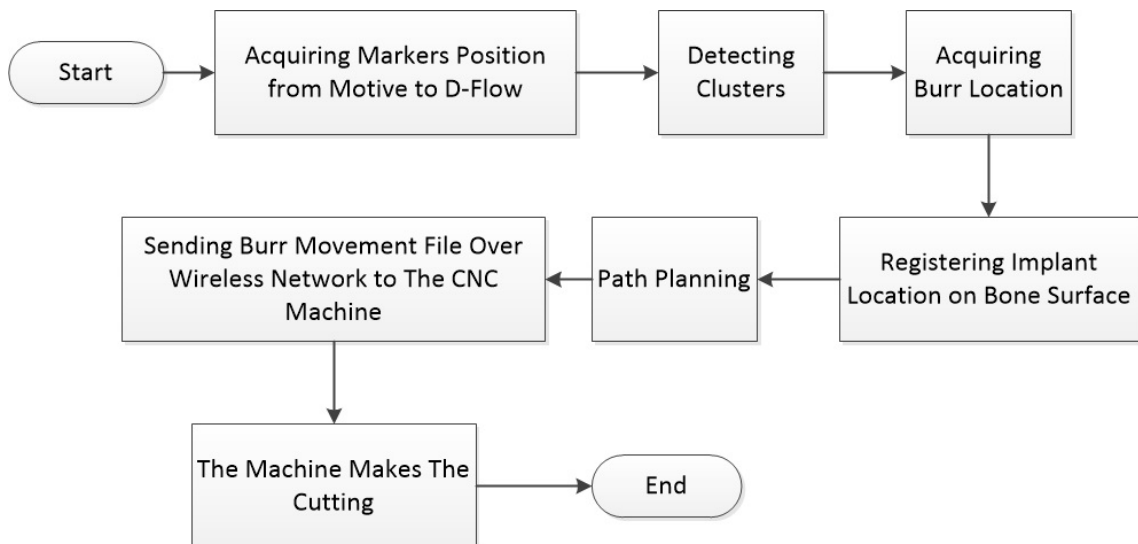 Start
Acquiring Markers Position
from Motive to D-Flow
Detecting
Clusters
Acquiring
Burr Location
Registering Implant
Location on Bone Surface
Path Planning
Sending Burr Movement File Over
Wireless Network to The CNC
Machine
The Machine Makes The
Cutting
End